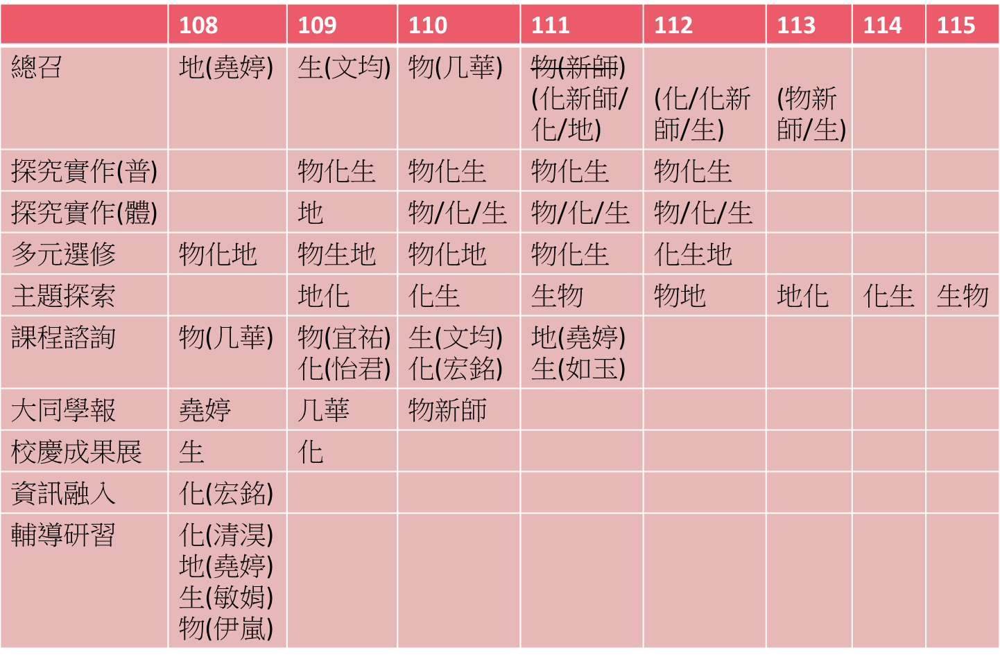 108 109 110 111 112 113 114 115
總召 地(堯婷) 生(文均) 物(几華) 物(新師)
(化新師/ (化/化新 (物新
化/地) 師/生) 師/生)
探究實作(普) 物化生 物化生 物化生 物化生
探究實作(體) 地 物/化/生 物/化/生 物/化/生
多元選修 物化地 物生地 物化地 物化生 化生地
主題探索 地化 化生 生物 物地 地化 化生 生物
課程諮詢 物(几華) 物(宜祐) 生(文均) 地(堯婷)
化(怡君) 化(宏銘) 生(如玉)
大同學報 堯婷 几華 物新師
校慶成果展 生 化
資訊融入 化(宏銘)
輔導研習 化(清淏)
地(堯婷)
生(敏娟)
物(伊嵐)